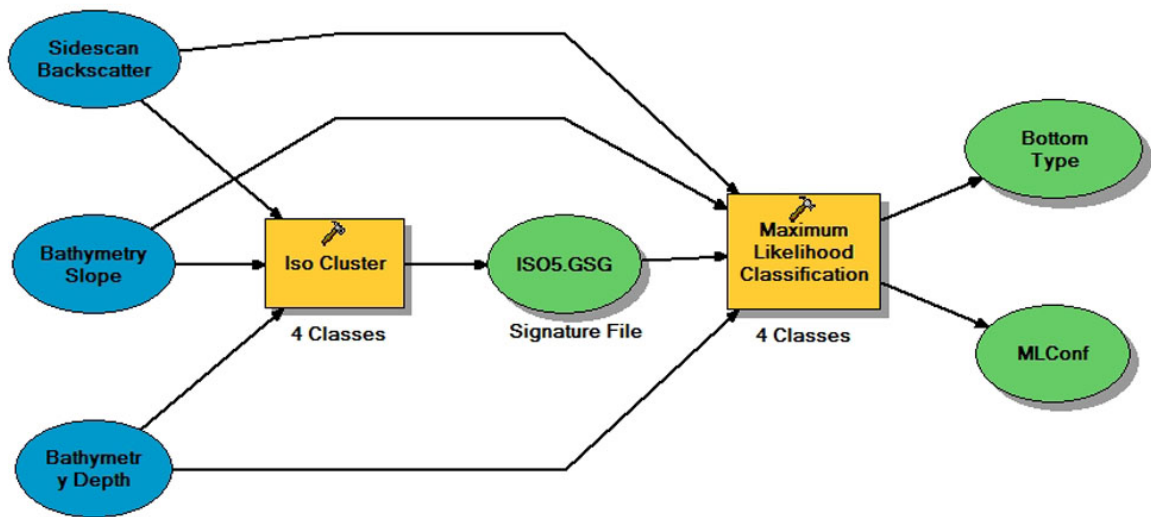 Sidescan
Backscatter
Bathymetry
Slope
Bathymetr
y Depth
Iso Cluster
4 Classes
ISO5.GSG
Signature File
Maximum
Likelihood
Classification
4 Classes
Bottom
Type
MLConf